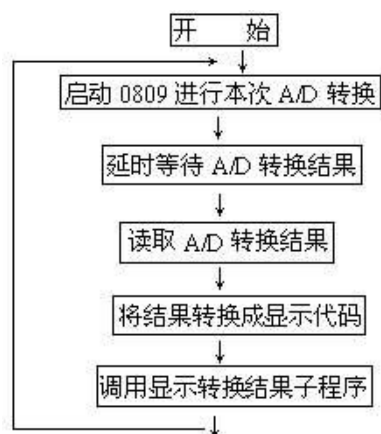 开 始
启动 0809 进行本次 A/D 转换
延时等待 A/D 转换结果
读取 A/D 转换结果
将结果转换成显示代码
调用显示转换结果子程序